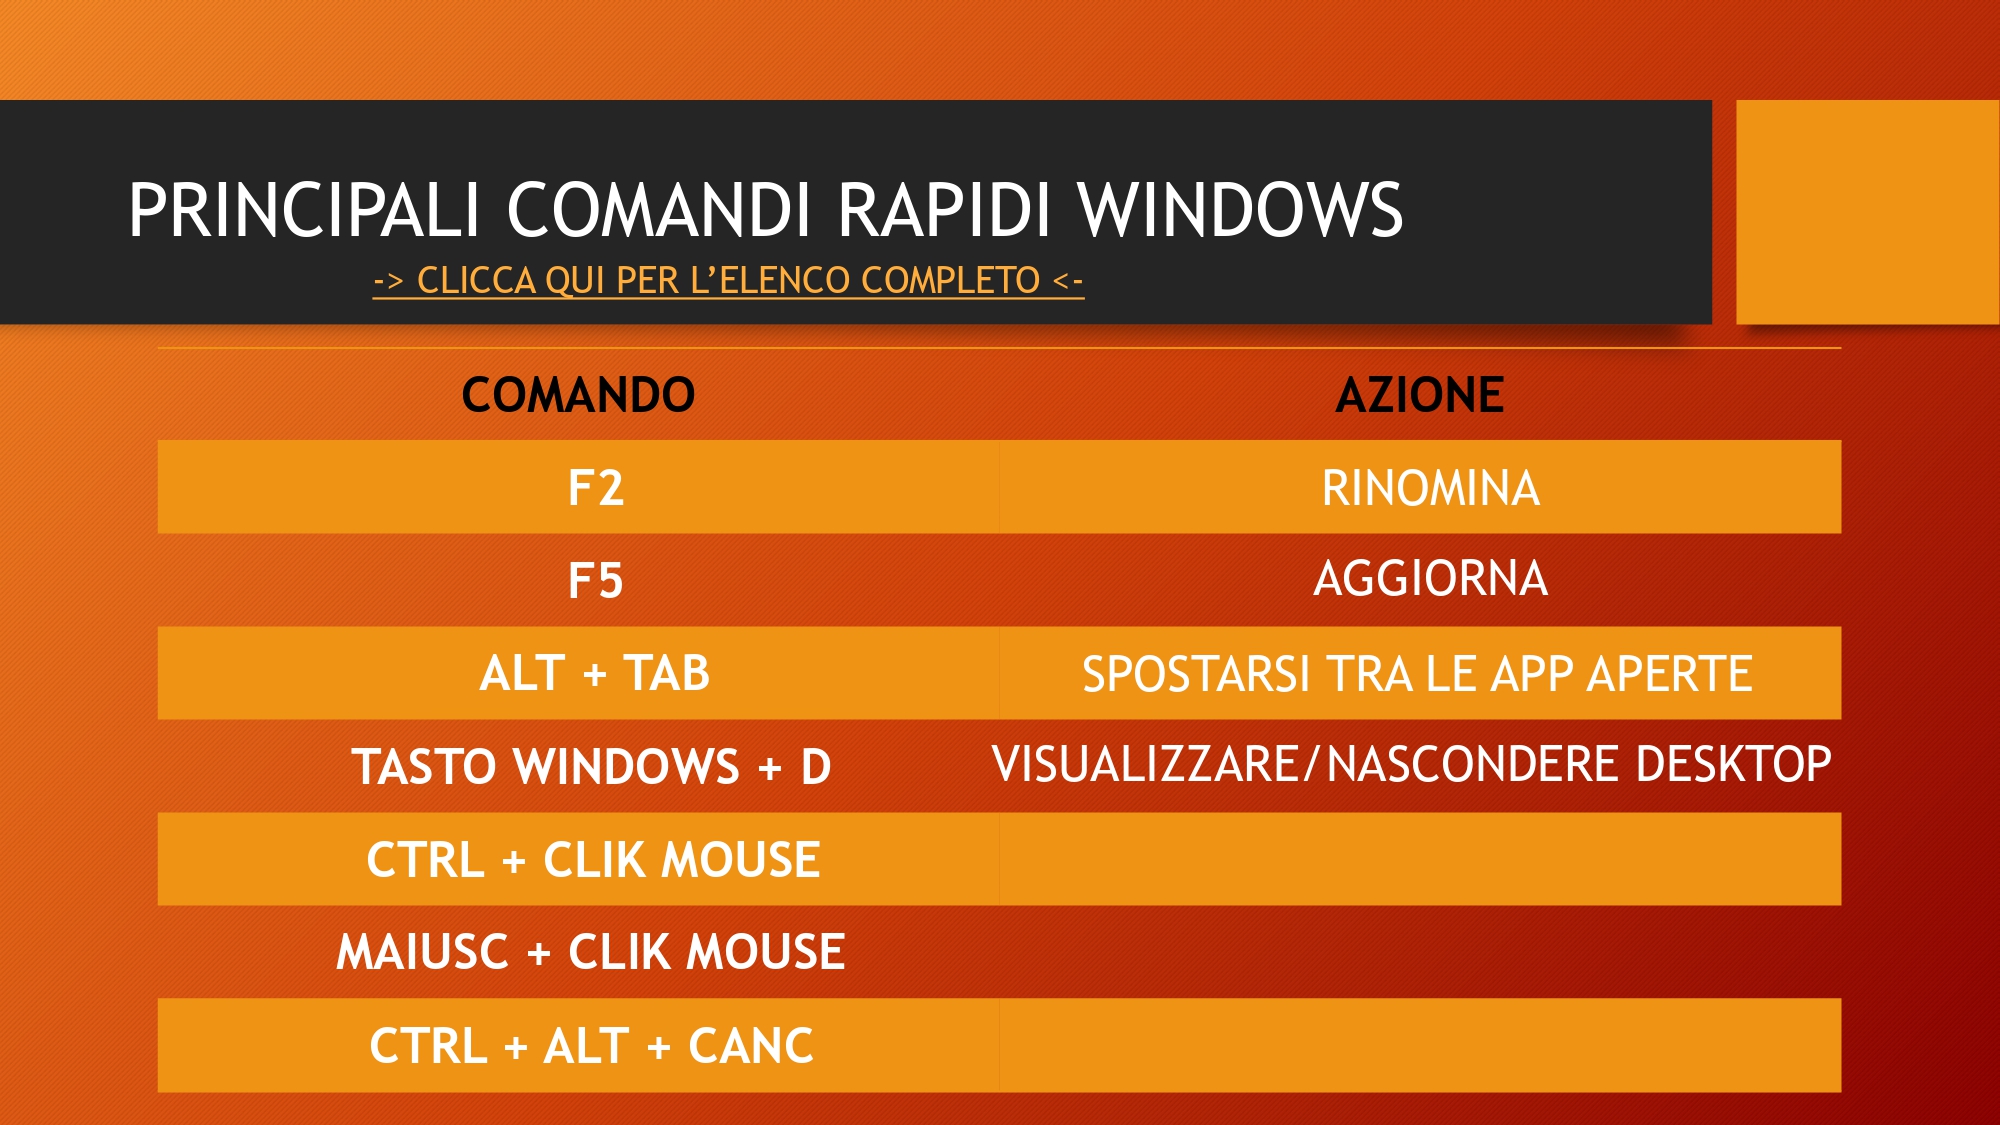 PRINCIPALI COMANDI RAPIDI WINDOWS
-> CLICCA QUI PER L’ELENCO COMPLETO <-
COMANDO AZIONE
F2 RINOMINA
F5 AGGIORNA
ALT + TAB SPOSTARSI TRA LE APP APERTE
TASTO WINDOWS + D VISUALIZZARE/NASCONDERE DESKTOP
CTRL + CLIK MOUSE
MAIUSC + CLIK MOUSE
CTRL + ALT + CANC